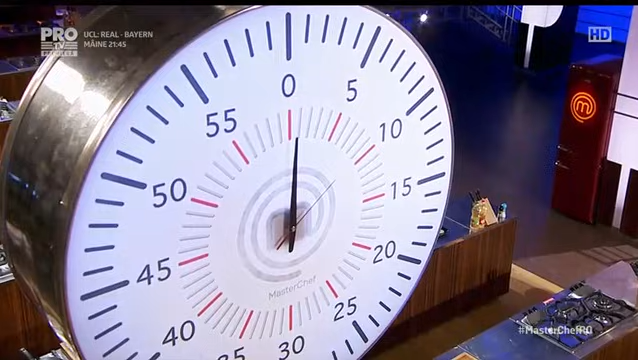 PRO
TV
UCL: REAL - BAYERN
MÂINE 21:45
HD
0
5
10
15
20
25
30
35
40
45
50
55
m
m
MasterChef
#MasterChefRO